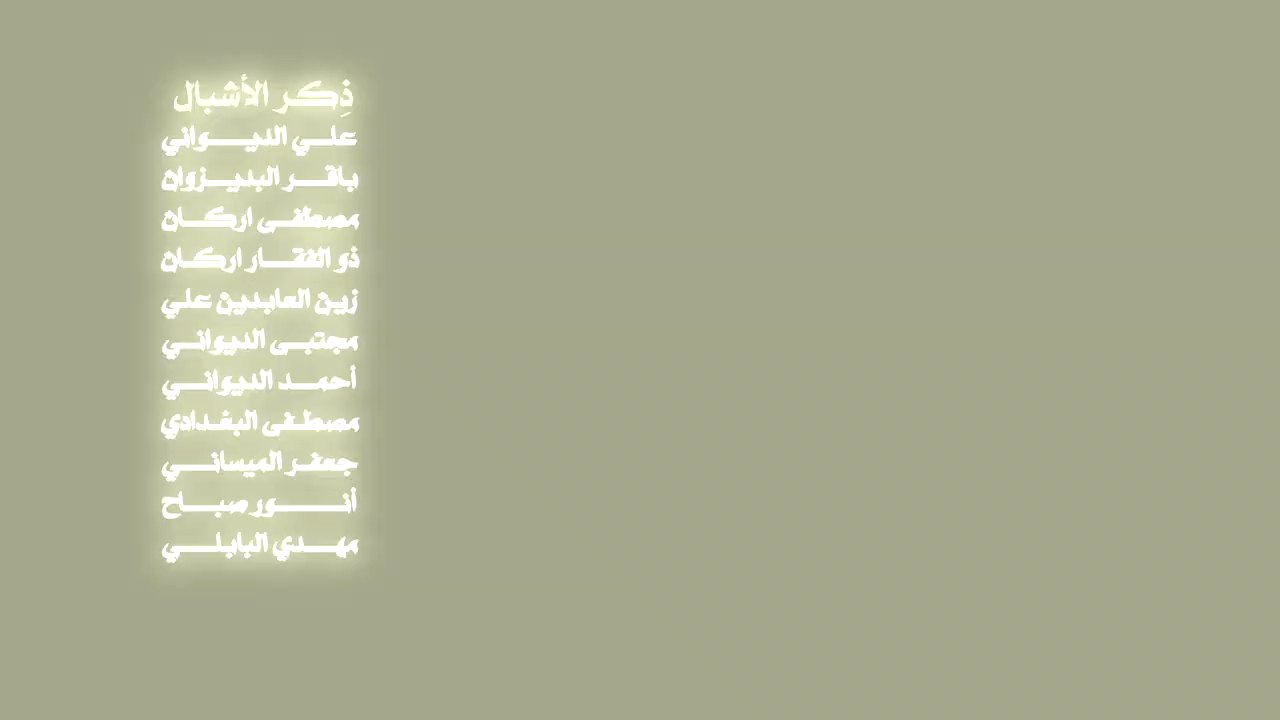 ذِكر الأشبال
علي الديواني
باقر البديزوان
مصطفى اركان
ذو الفقار اركان
زين العابدين علي
مجتبى الديواني
أحمد الديواني
مصطفى البغدادي
جعفر الميساني
أنور صباح
مهدي البابلي